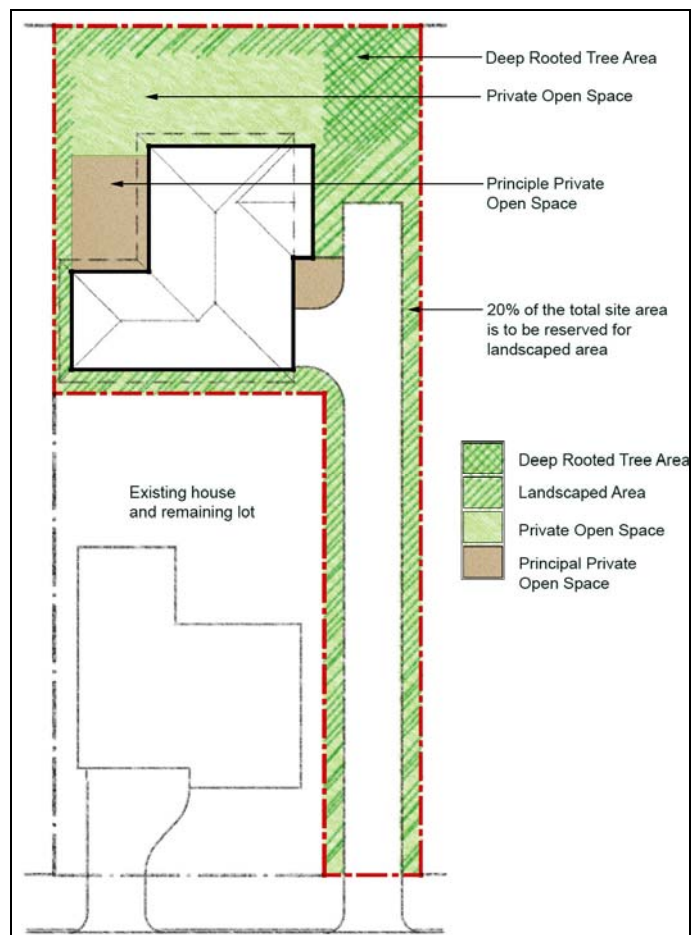 Deep Rooted Tree Area
Private Open Space
Principle Private
Open Space
20% of the total site area
is to be reserved for
landscaped area
Existing house
and remaining lot
Deep Rooted Tree Area
Landscaped Area
Private Open Space
Principal Private
Open Space